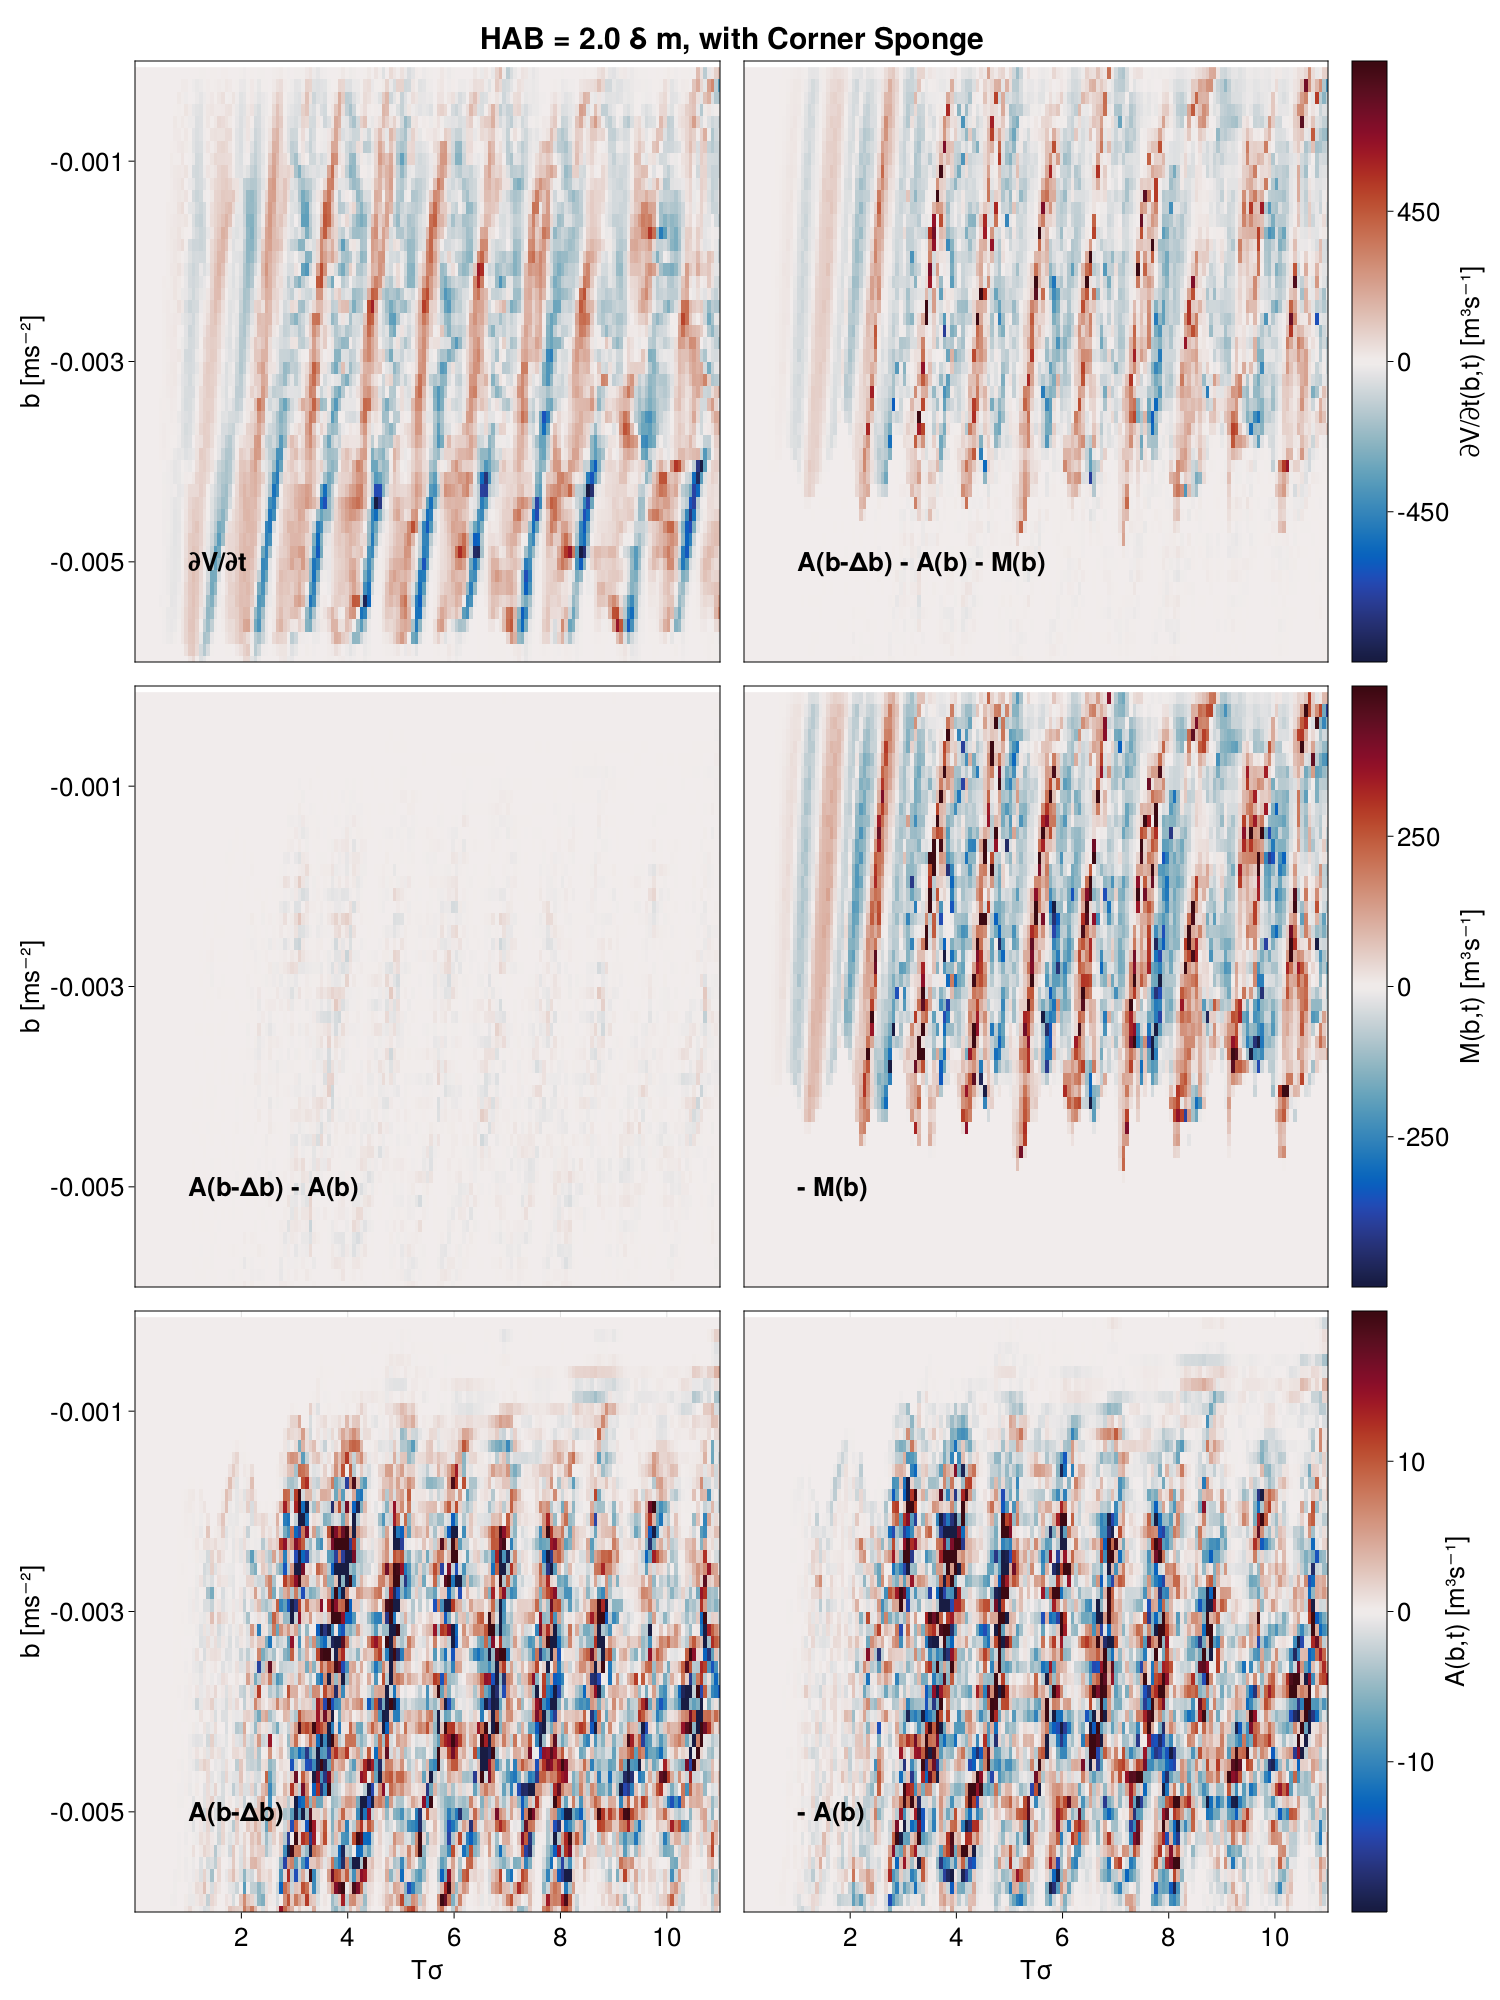 HAB = 2.0 δ m, with Corner Sponge
-0.001
-0.003
-0.005
b [ms⁻²]
∂V/∂t
A(b-Δb) - A(b) - M(b)
450
0
-450
∂V/∂t(b,t) [m³s⁻¹]
-0.001
-0.003
-0.005
b [ms⁻²]
A(b-Δb) - A(b)
- M(b)
250
0
-250
M(b,t) [m³s⁻¹]
-0.001
-0.003
-0.005
b [ms⁻²]
A(b-Δb)
- A(b)
10
0
-10
A(b,t) [m³s⁻¹]
2 4 6 8 10
Tσ
2 4 6 8 10
Tσ